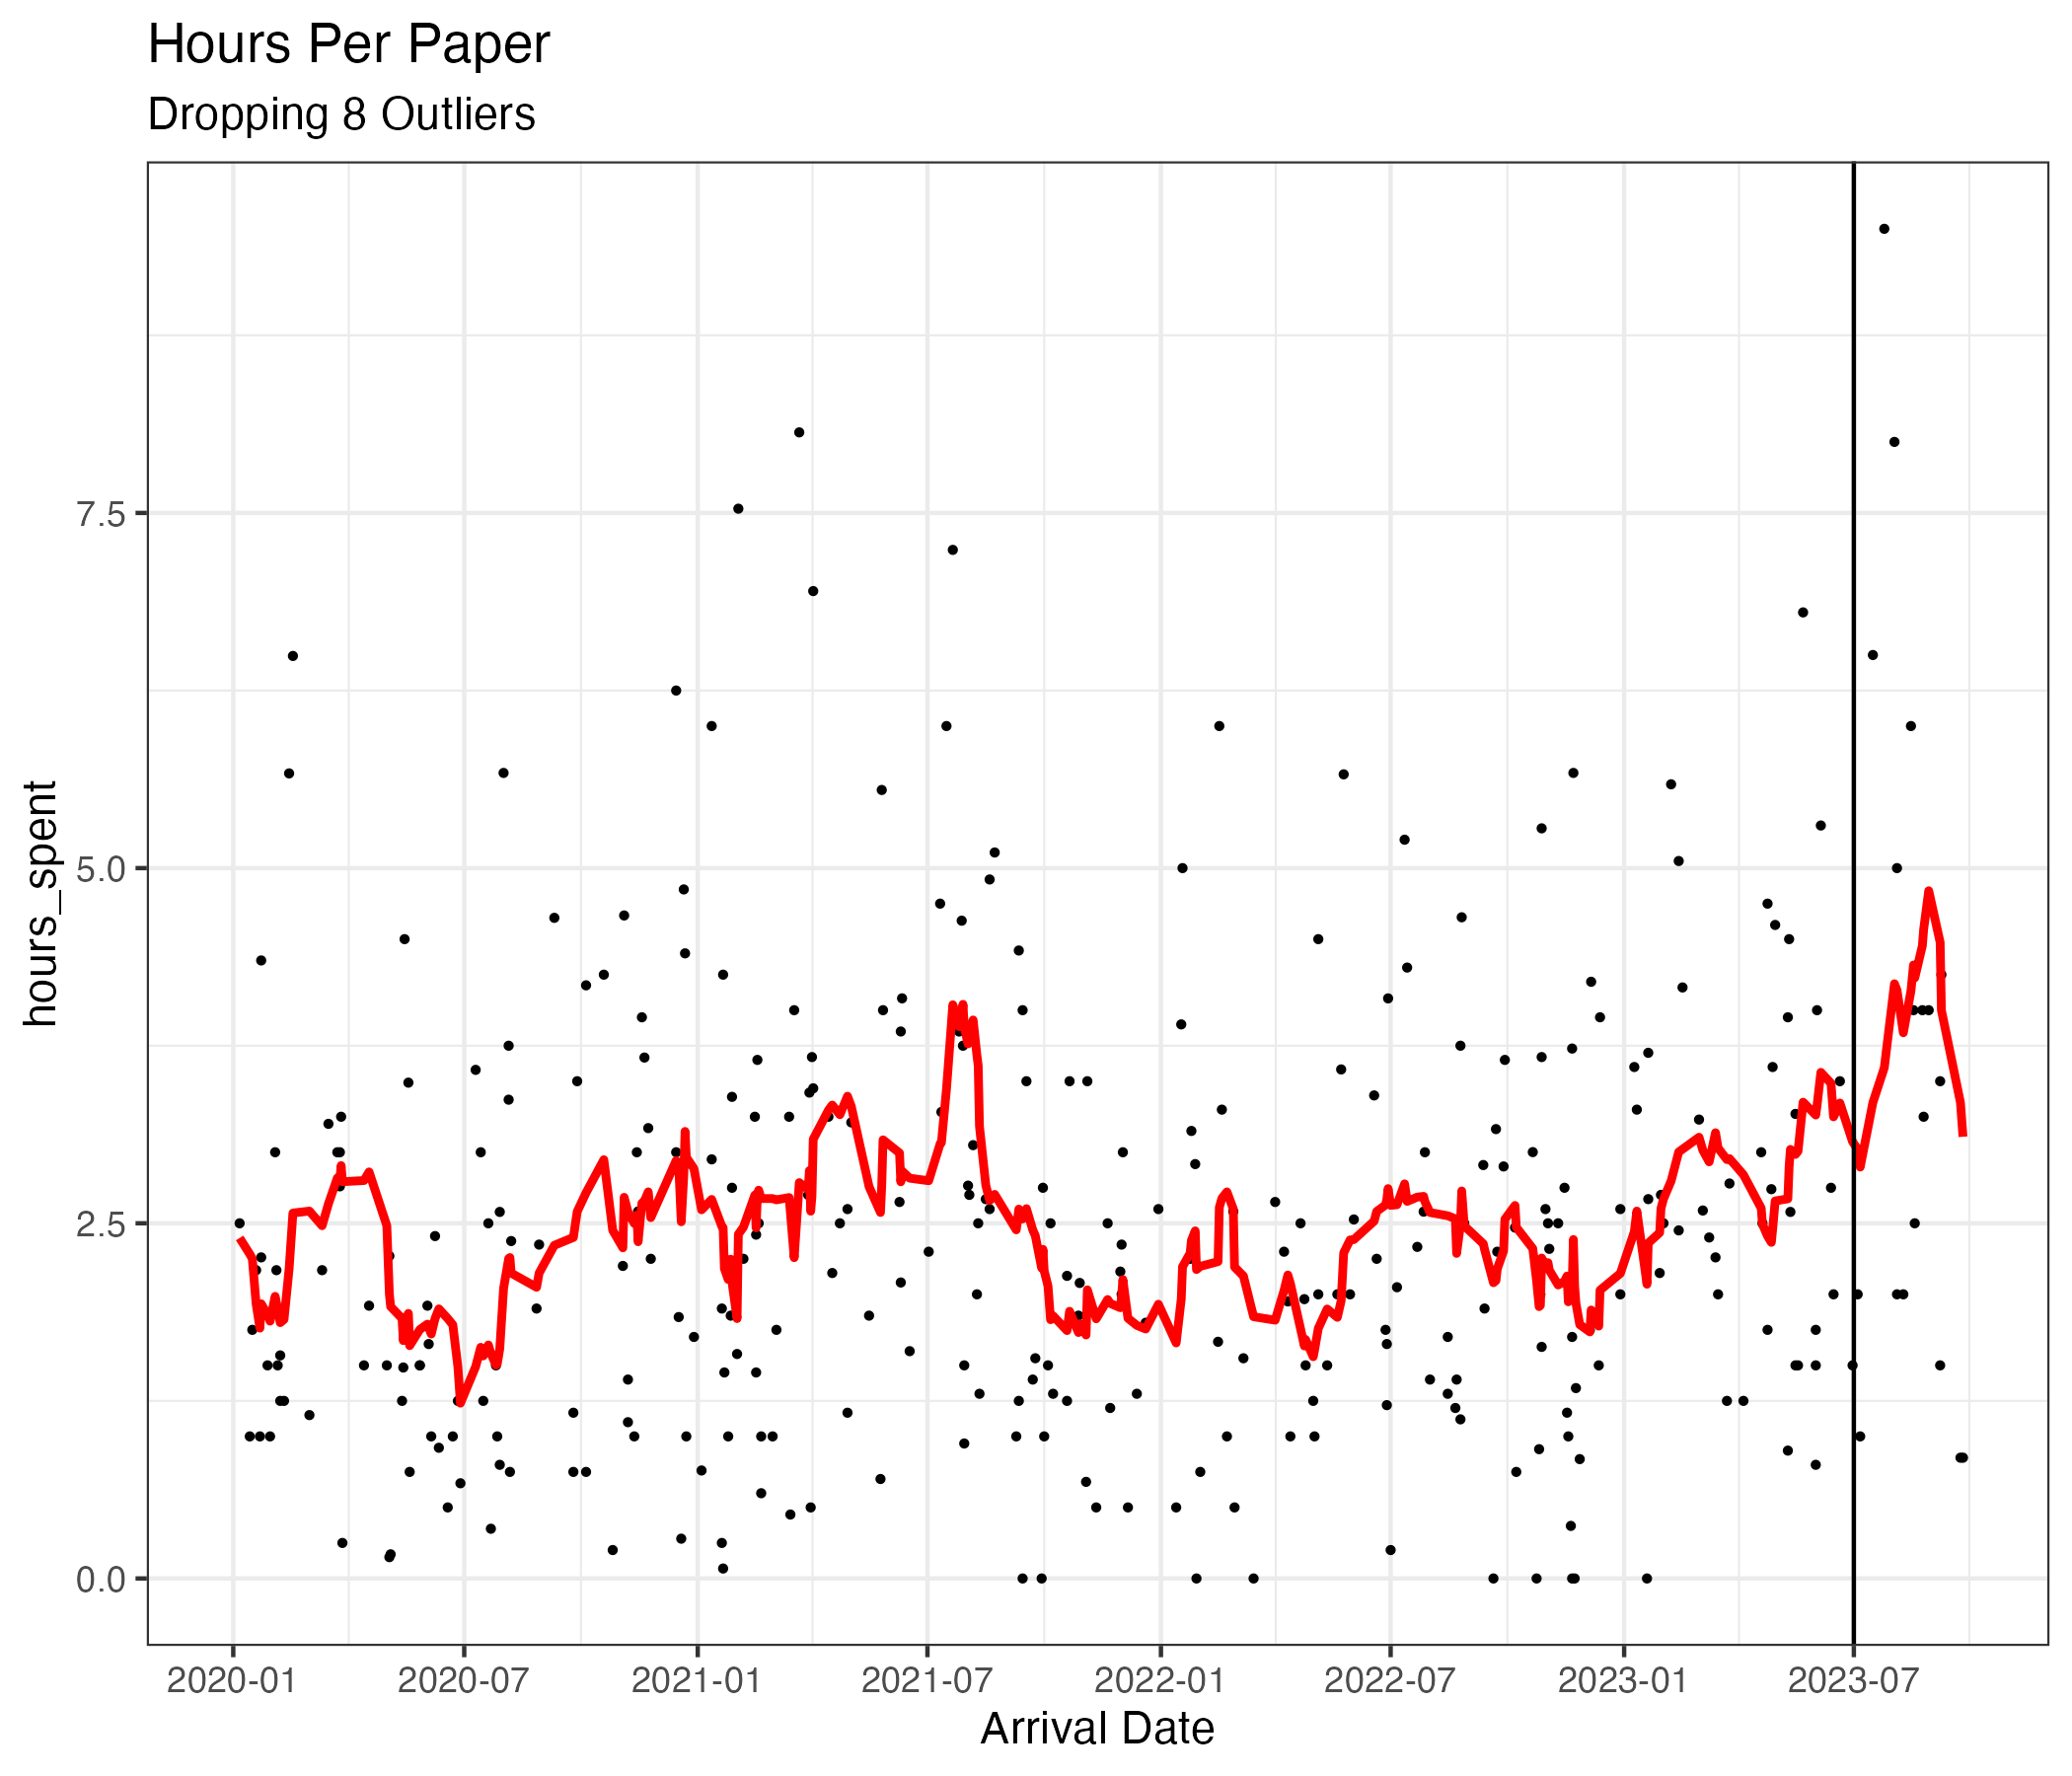 Hours Per Paper
Dropping 8 Outliers
hours_spent
7.5
5.0
2.5
0.0
2020-01 2020-07 2021-01 2021-07 2022-01 2022-07 2023-01 2023-07
Arrival Date